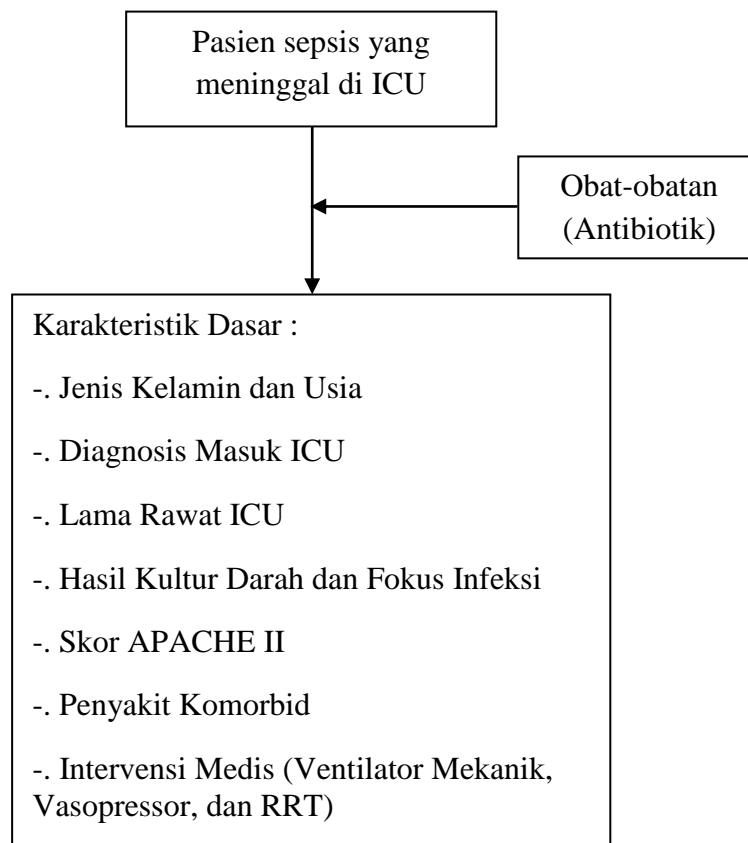 Pasien sepsis yang
meninggal di ICU
Obat-obatan
(Antibiotik)
Karakteristik Dasar :
-. Jenis Kelamin dan Usia
-. Diagnosis Masuk ICU
-. Lama Rawat ICU
-. Hasil Kultur Darah dan Fokus Infeksi
-. Skor APACHE II
-. Penyakit Komorbid
-. Intervensi Medis (Ventilator Mekanik,
Vasopressor, dan RRT)